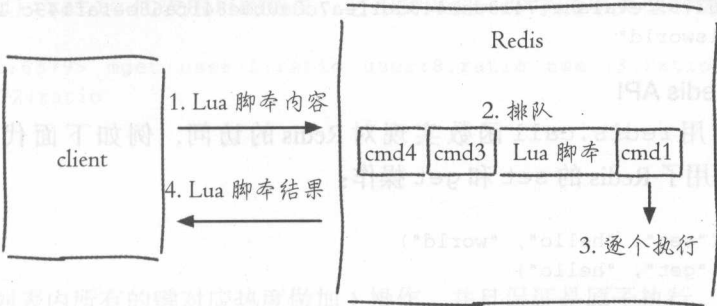 Redis
1. Lua 脚本内容
2. 排队
client
cmd4 cmd3 Lua 脚本 cmd1
4. Lua 脚本结果
3. 逐个执行